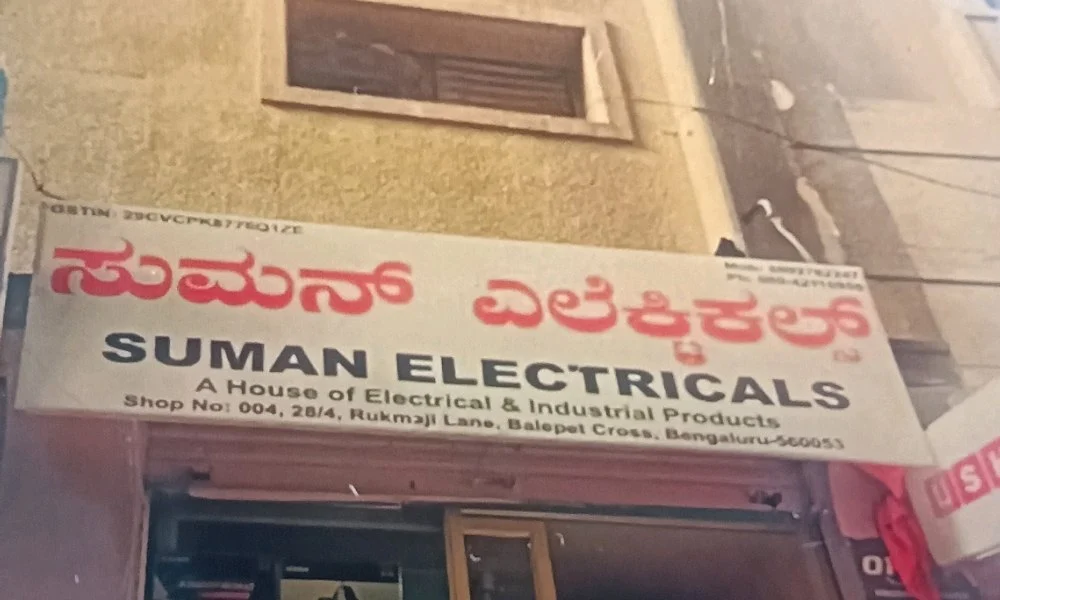 GSTIN:
ಸುಮನ್ ಎಲೆಕ್ಟ್ರಿಕಲ್ಸ್
SUMAN ELECTRICALS
A House of Electrical & Industrial Products
Shop No: 004, 28/4, Rukmaji Lane, Balepet Cross, Bengaluru-560053